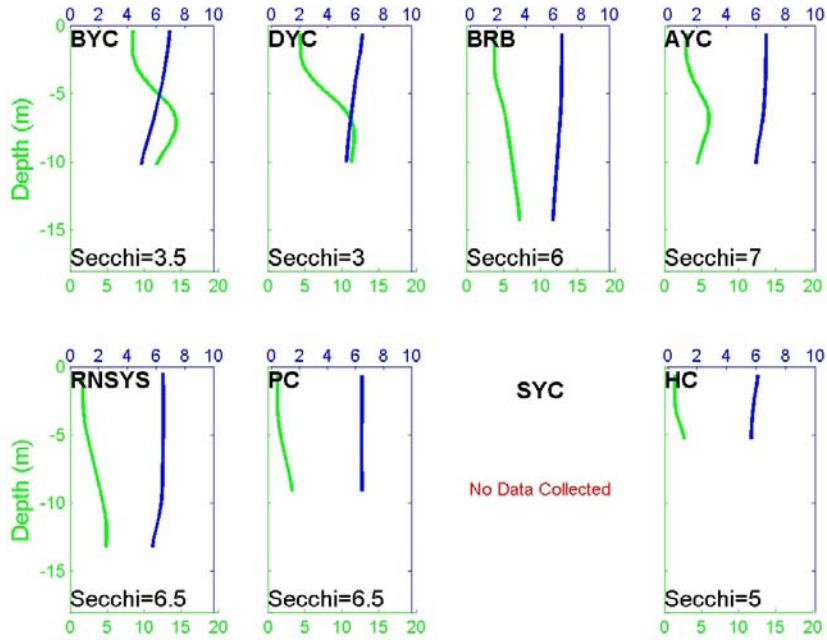 0 2 4 6 8 10
0 2 4 6 8 10
0 2 4 6 8 10
0 2 4 6 8 10
BYC
DYC
BRB
AYC
Depth (m)
0
-5
-10
-15
Secchi=3.5
Secchi=3
Secchi=6
Secchi=7
0 5 10 15 20
0 5 10 15 20
0 5 10 15 20
0 5 10 15 20
0 2 4 6 8 10
0 2 4 6 8 10
0 2 4 6 8 10
RNSYS
PC
SYC
HC
No Data Collected
Depth (m)
0
-5
-10
-15
Secchi=6.5
Secchi=6.5
Secchi=5
0 5 10 15 20
0 5 10 15 20
0 5 10 15 20